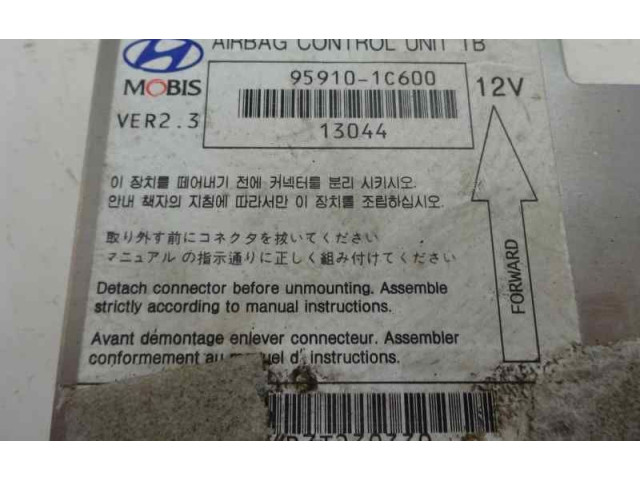 AIRBAG CONTROL UNIT TB
MOBIS
95910-1C600
12V
VER2.3
13044
이 장치를 떼어내기 전에 커넥터를 분리 시키시오.
안내 책자의 지침에 따라서만 이 장치를 조립하십시오.
取り外す前にコネクタを抜いてください
マニュアル の指示通りに正しく組み付けてください
FORWARD
Detach connector before unmounting. Assemble
strictly according to manual instructions.
Avant démontage enlever connecteur. Assembler
conformement au d'instructions.